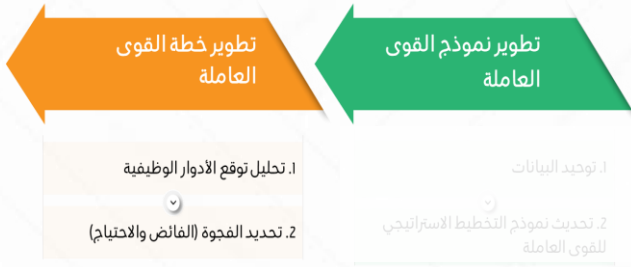 تطوير نموذج القوى
العاملة
1. توحيد البيانات
2. تحديث نموذج التخطيط الاستراتيجي
للقوى العاملة
تطوير خطة القوى
العاملة
1. تحليل توقع الأدوار الوظيفية
2. تحديد الفجوة (الفائض والاحتياج)